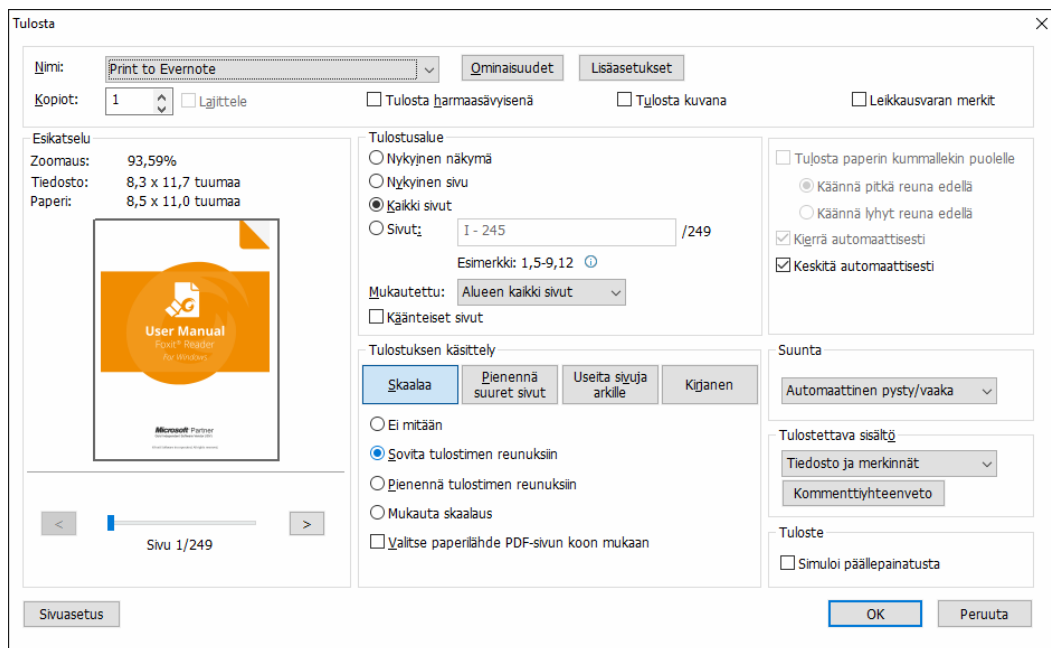 Tulosta
Nimi: Print to Evernote Ominaisuudet Lisäasetukset
Kopiot: 1 Lajittele Tulosta harmaasävyisenä Tulosta kuvana Leikkausvaran merkit
Esikatselu
Zoomaus: 93,59%
Tiedosto: 8,3 x 11,7 tuumaa
Paperi: 8,5 x 11,0 tuumaa
User Manual
Foxit® Reader
For Windows
Microsoft Partner
<
>
Sivu 1/249
Tulostusalue
Nykyinen näkymä
Nykyinen sivu
Kaikki sivut
Sivut: I - 245 /249
Esimerkki: 1,5-9,12
Mukautettu: Alueen kaikki sivut
Käänteiset sivut
Tulostuksen käsittely
Skaalaa
Pienennä
suuret sivut
Useita sivuja
arkille
Kirjanen
Ei mitään
Sovita tulostimen reunuksiin
Pienennä tulostimen reunuksiin
Mukauta skaalaus
Valitse paperilähde PDF-sivun koon mukaan
Tulosta paperin kummallekin puolelle
Käännä pitkä reuna edellä
Käännä lyhyt reuna edellä
Kierrä automaattisesti
Keskitä automaattisesti
Suunta
Automaattinen pysty/vaaka
Tulostettava sisältö
Tiedosto ja merkinnät
Kommenttiyhteenveto
Tuloste
Simuloi päällepainatusta
Sivuasetus OK Peruuta